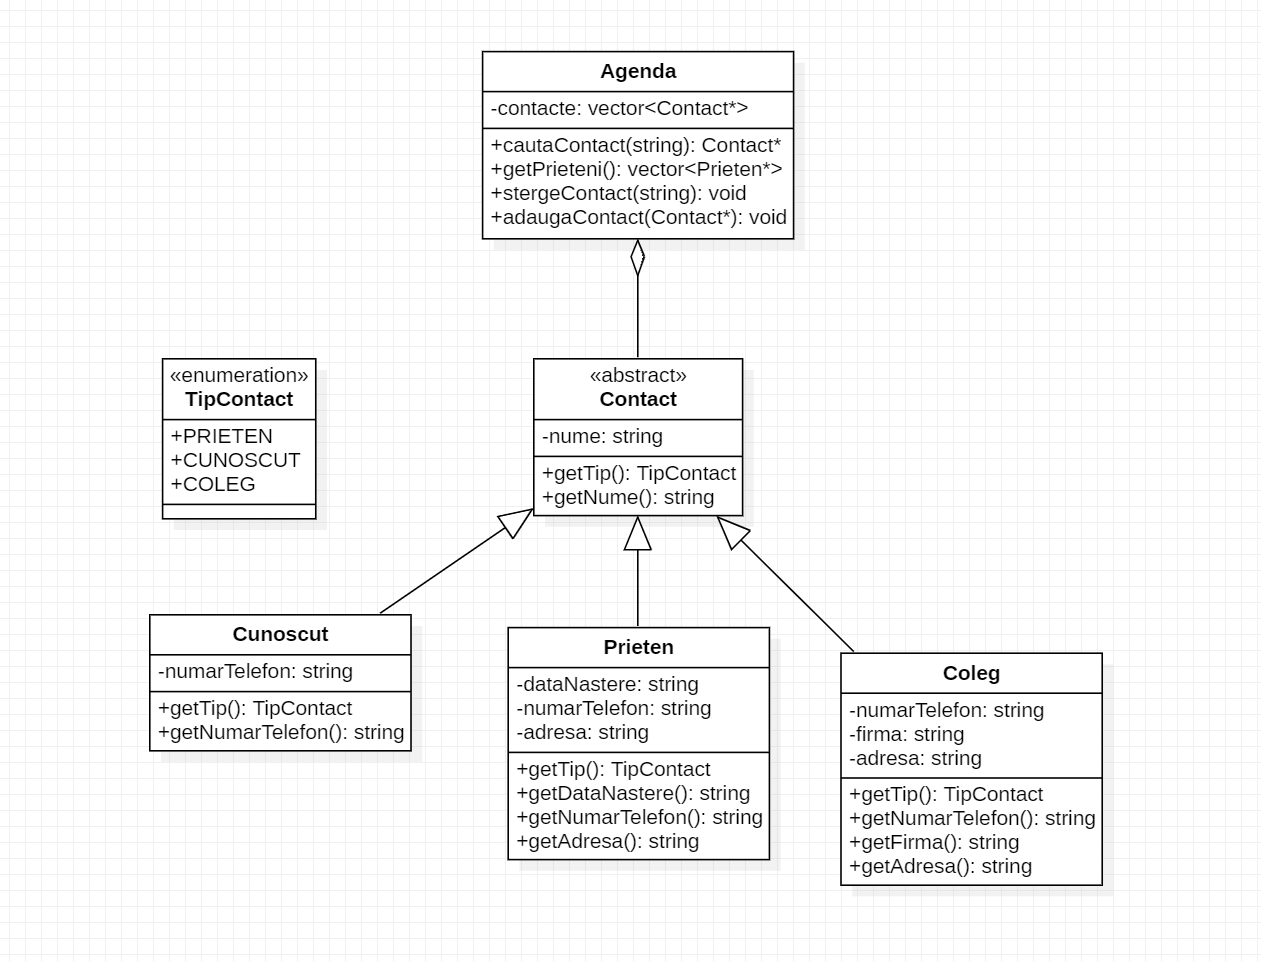 Agenda
-contacte: vector<Contact*>
+cautaContact(string): Contact*
+getPrieteni(): vector<Prieten*>
+stergeContact(string): void
+adaugaContact(Contact*): void
«enumeration»
TipContact
+PRIETEN
+CUNOSCUT
+COLEG
«abstract»
Contact
-nume: string
+getTip(): TipContact
+getNume(): string
Cunoscut
-numarTelefon: string
+getTip(): TipContact
+getNumarTelefon(): string
Prieten
-dataNastere: string
-numarTelefon: string
-adresa: string
+getTip(): TipContact
+getDataNastere(): string
+getNumarTelefon(): string
+getAdresa(): string
Coleg
-numarTelefon: string
-firma: string
-adresa: string
+getTip(): TipContact
+getNumarTelefon(): string
+getFirma(): string
+getAdresa(): string